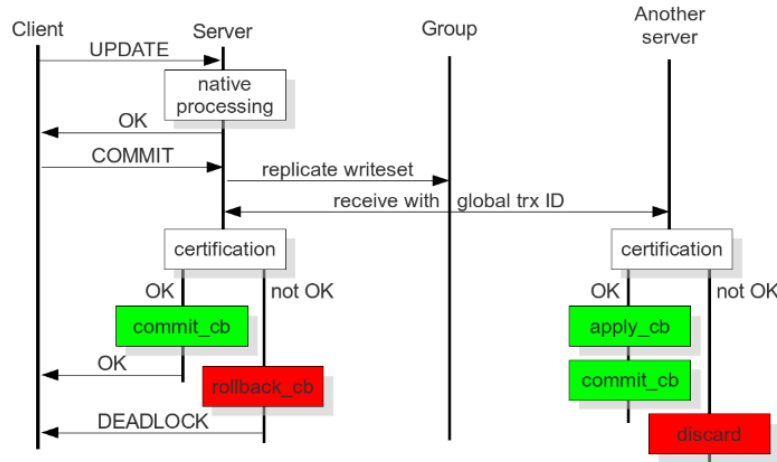 Client
Server
Group
Another
server
UPDATE
native
processing
OK
COMMIT
replicate writeset
receive with global trx ID
certification
certification
OK
not OK
OK
not OK
commit_cb
apply_cb
OK
rollback_cb
commit_cb
DEADLOCK
discard